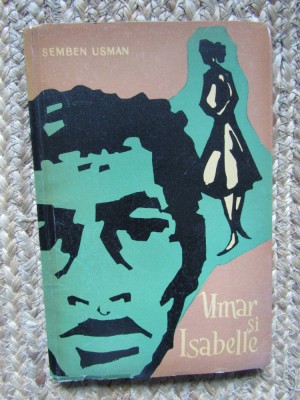 SEMBEN USMAN
Umar
și
Isabelle